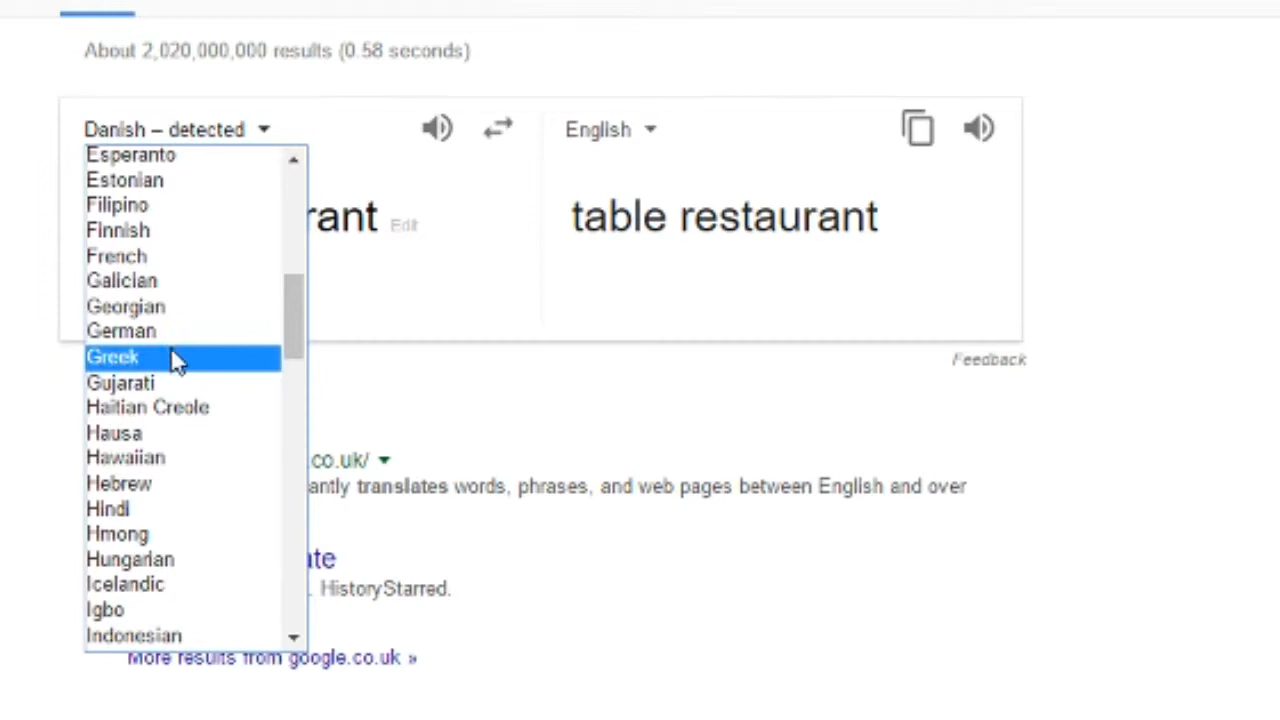 About 2,020,000,000 results (0.58 seconds)
Danish – detected
English
Esperanto
Estonian
Filipino
Finnish
French
Galician
Georgian
German
Greek
Gujarati
Haitian Creole
Hausa
Hawaiian
Hebrew
Hindi
Hmong
Hungarian
Icelandic
Igbo
Indonesian
rant Edit
table restaurant
Feedback
.co.uk/
antly translates words, phrases, and web pages between English and over
ate
. HistoryStarred.
More results from google.co.uk »